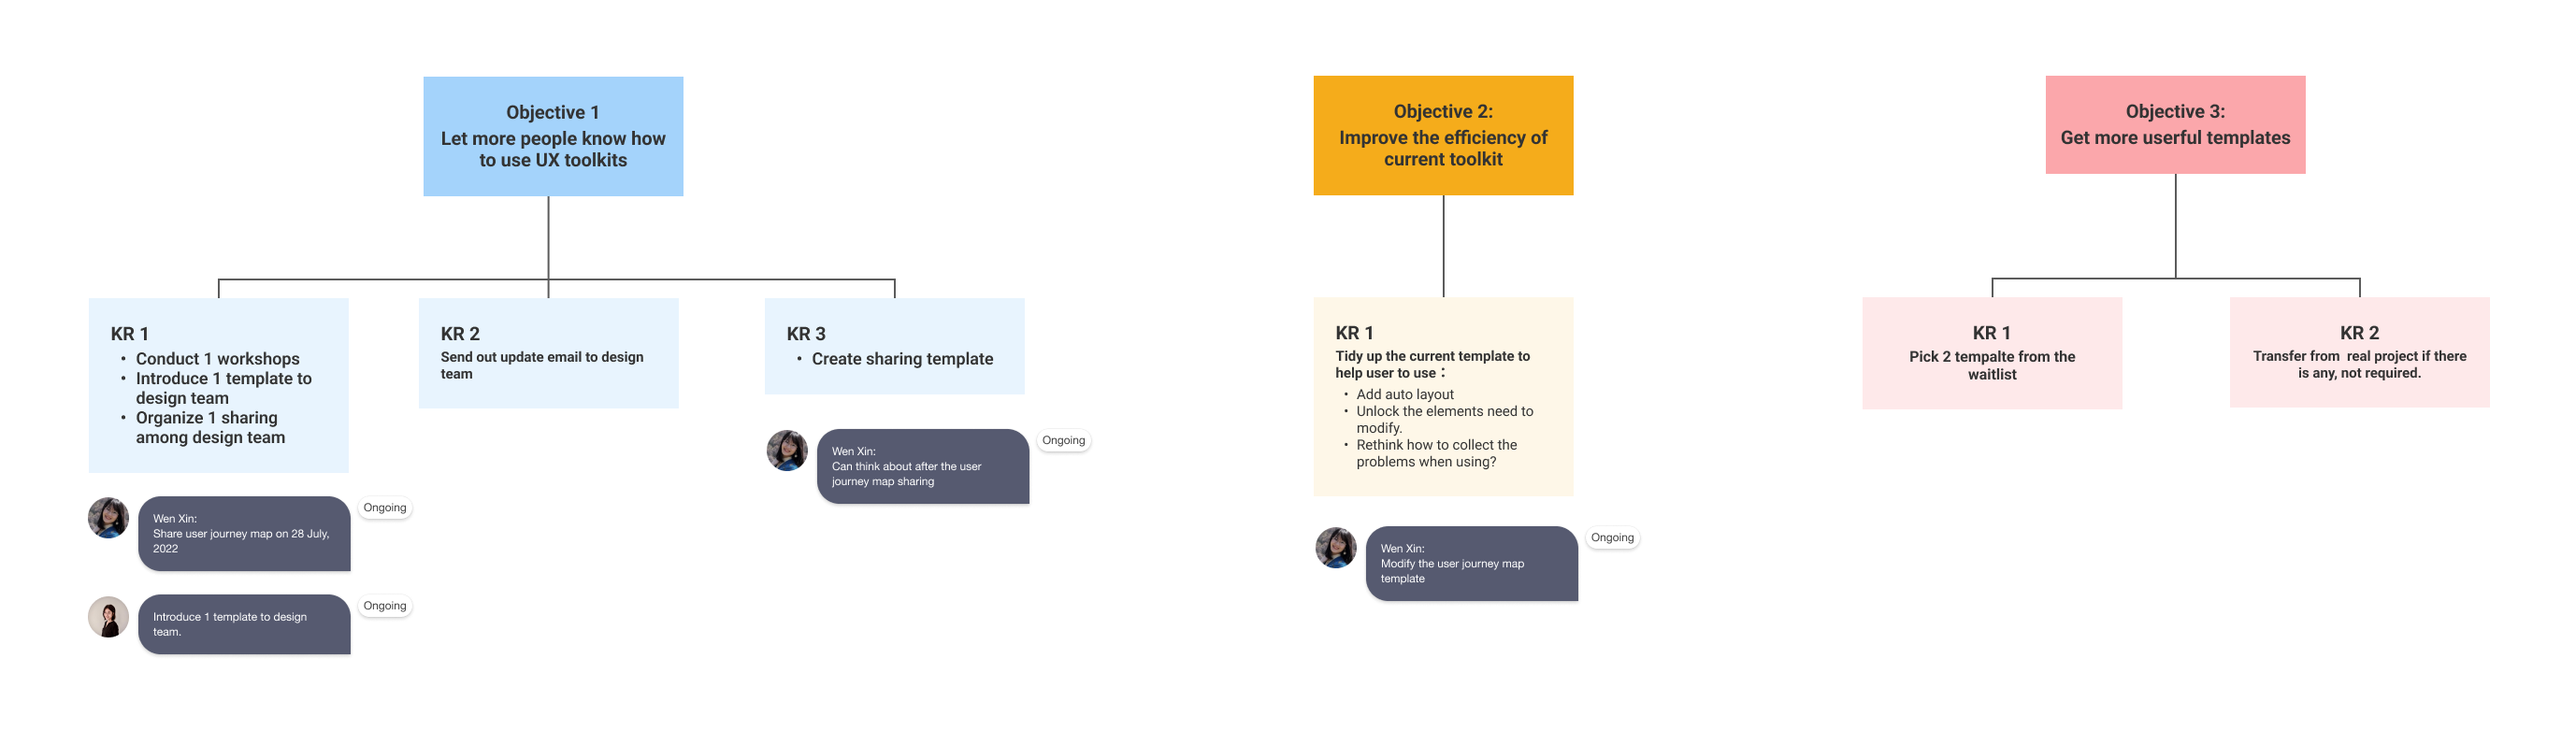 Objective 1
Let more people know how
to use UX toolkits
KR 1
• Conduct 1 workshops
• Introduce 1 template to
design team
• Organize 1 sharing
among design team
Wen Xin:
Share user journey map on 28 July,
2022
Ongoing
Introduce 1 template to design
team.
Ongoing
KR 2
Send out update email to design
team
KR 3
• Create sharing template
Wen Xin:
Can think about after the user
journey map sharing
Ongoing
Objective 2:
Improve the efficiency of
current toolkit
KR 1
Tidy up the current template to
help user to use：
• Add auto layout
• Unlock the elements need to
modify.
• Rethink how to collect the
problems when using?
Wen Xin:
Modify the user journey map
template
Ongoing
Objective 3:
Get more userful templates
KR 1
Pick 2 tempalte from the
waitlist
KR 2
Transfer from  real project if there
is any, not required.